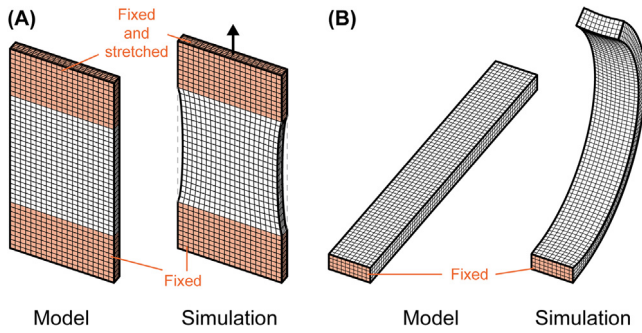 (A)
Fixed
and
stretched
Fixed
Model
Simulation
(B)
Fixed
Model
Simulation